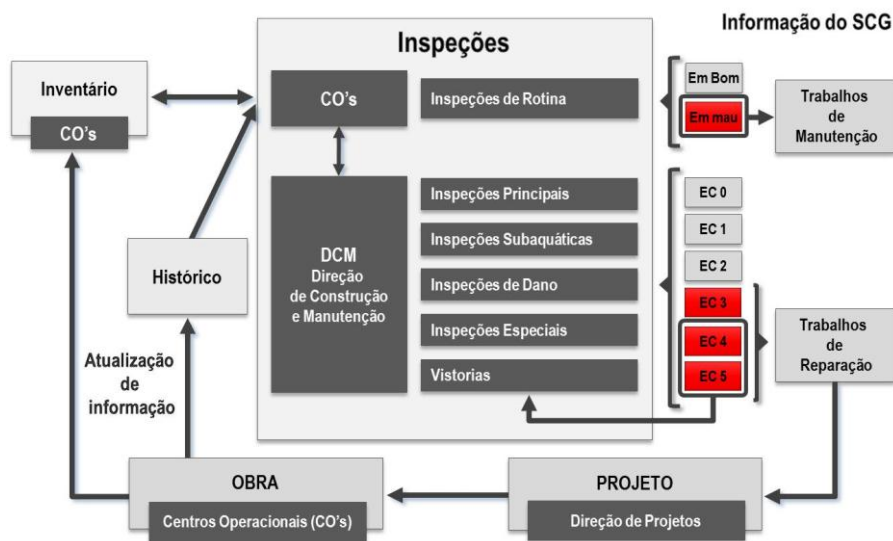 Informação do SCG
Inspeções
Inventário
CO's
CO's
Inspeções de Rotina
Em Bom
Em mau
Trabalhos
de
Manutenção
DCM
Direção
de Construção
e Manutenção
Inspeções Principais
Inspeções Subaquáticas
Inspeções de Dano
Inspeções Especiais
Vistorias
EC 0
EC 1
EC 2
EC 3
EC 4
EC 5
Trabalhos
de
Reparação
Histórico
Atualização
de
informação
OBRA
Centros Operacionais (CO's)
PROJETO
Direção de Projetos